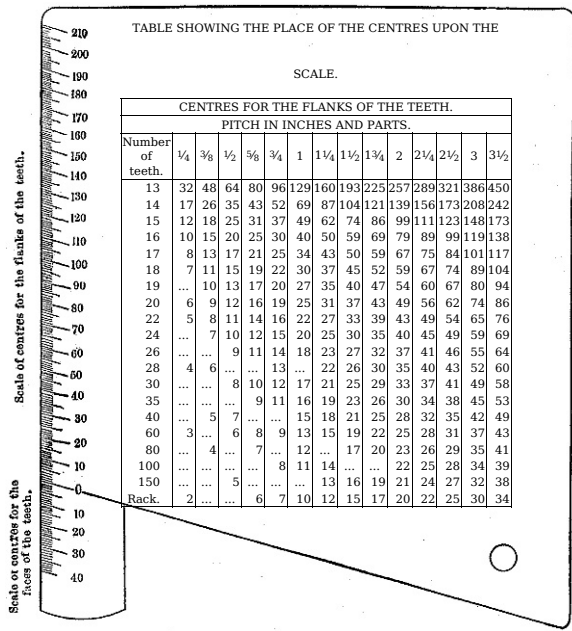 TABLE SHOWING THE PLACE OF THE CENTRES UPON THE
SCALE.
CENTRES FOR THE FLANKS OF THE TEETH.
PITCH IN INCHES AND PARTS.
Number
of
teeth.
¼ ⅜ ½ ⅝ ¾ 1 1¼ 1½ 1¾ 2 2¼ 2½ 3 3½
13 32 48 64 80 96 129 160 193 225 257 289 321 386 450
14 17 26 35 43 52 69 87 104 121 139 156 173 208 242
15 12 18 25 31 37 49 62 74 86 99 111 123 148 173
16 10 15 20 25 30 40 50 59 69 79 89 99 119 138
17 8 13 17 21 25 34 43 50 59 67 75 84 101 117
18 7 11 15 19 22 30 37 45 52 59 67 74 89 104
19 ... 10 13 17 20 27 35 40 47 54 60 67 80 94
20 6 9 12 16 19 25 31 37 43 49 56 62 74 86
22 5 8 11 14 16 22 27 33 39 43 49 54 65 76
24 ... 7 10 12 15 20 25 30 35 40 45 49 59 69
26 ... ... 9 11 14 18 23 27 32 37 41 46 55 64
28 4 6 ... ... 13 ... 22 26 30 35 40 43 52 60
30 ... ... 8 10 12 17 21 25 29 33 37 41 49 58
35 ... ... ... 9 11 16 19 23 26 30 34 38 45 53
40 ... 5 7 ... ... 15 18 21 25 28 32 35 42 49
60 3 ... 6 8 9 13 15 19 22 25 28 31 37 43
80 ... 4 ... 7 ... 12 ... 17 20 23 26 29 35 41
100 ... ... ... ... 8 11 14 ... ... 22 25 28 34 39
150 ... ... 5 ... ... ... 13 16 19 21 24 27 32 38
Rack. 2 ... ... 6 7 10 12 15 17 20 22 25 30 34
210
200
190
180
170
160
150
140
130
120
110
100
90
80
70
60
50
40
30
20
10
0
10
20
30
40
Scale of centres for the flanks of the teeth.
Scale of centres for the
faces of the teeth.